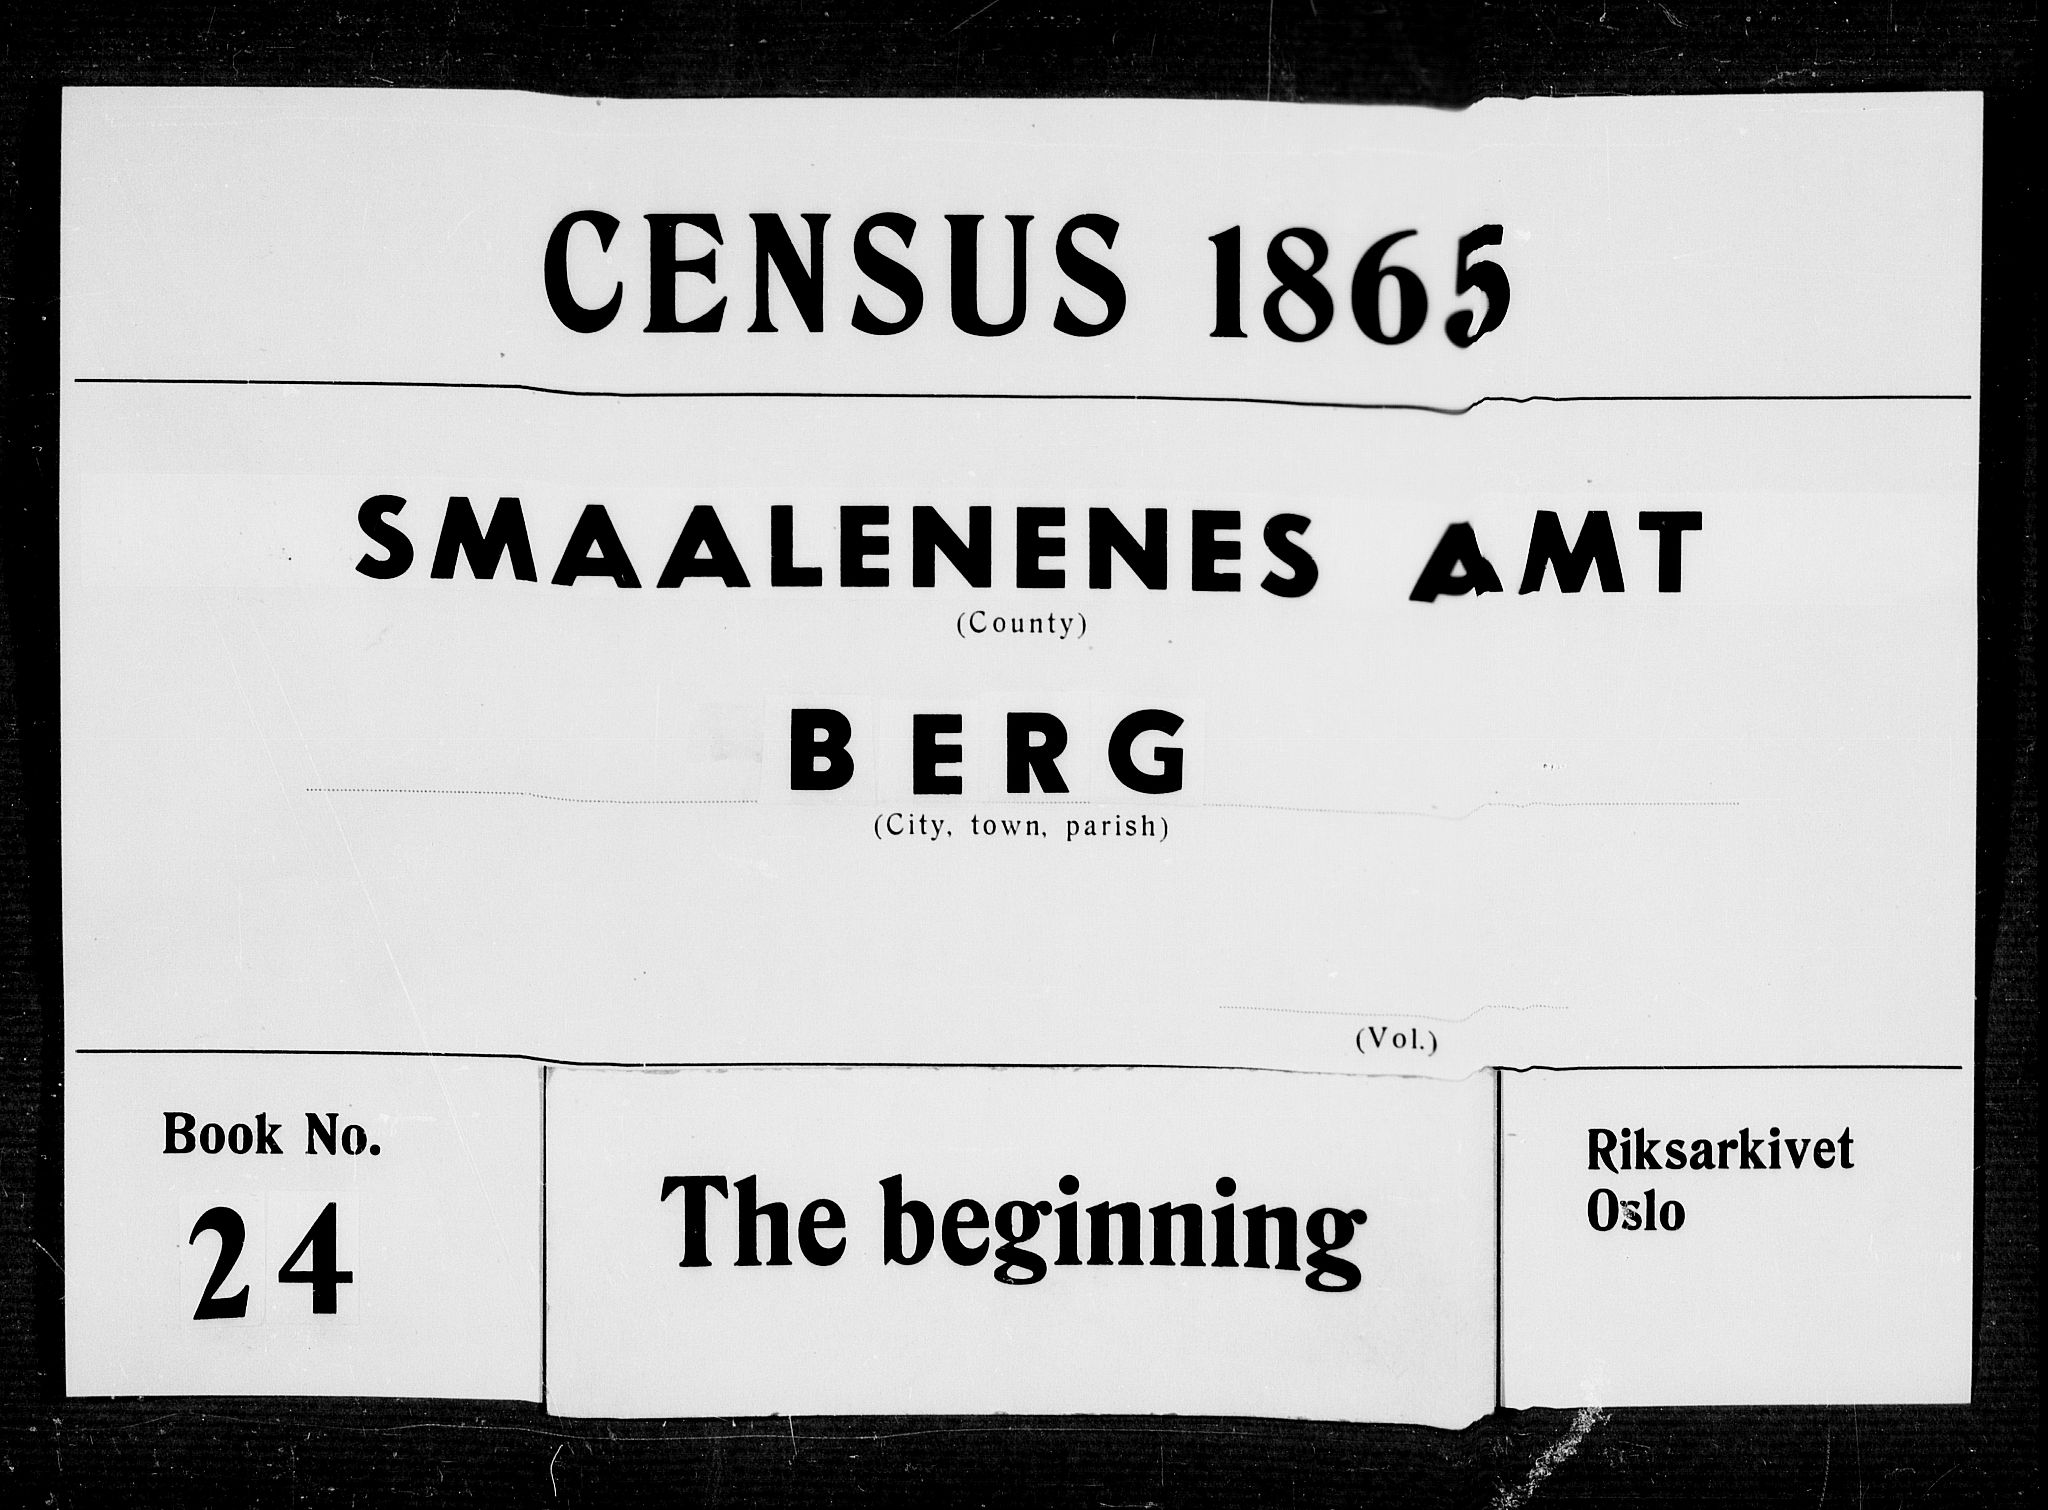 CENSUS 1865
SMAALENENES AMT
(County)
BERG
(City, town, parish)
(Vol.)
Book No.
24
The beginning
Riksarkivet
Oslo